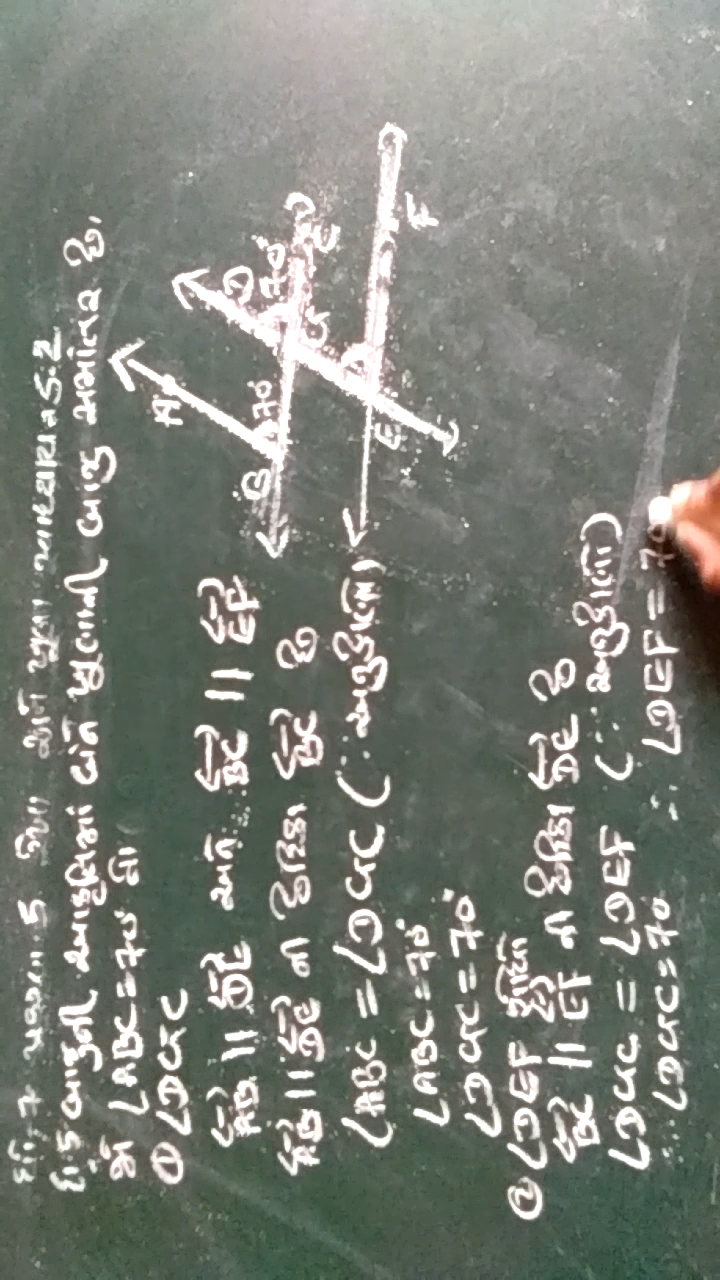 ધો.7 પ્રકરણ 5 રેખા અને ખૂણા સ્વાધ્યાય 5.2
દા.5 બાજુની આકૃતિમાં બંને ખૂણાની બાજુ સમાંતર છે.
જો ∠ABC=70° તો
① ∠DGC
AB || DE અને BC || EF
AB || DE ની છેદિકા BC છે
∠ABC = ∠DGC (∵ અનુકોણ)
∠ABC=70°
∠DGC=70°
② ∠DEF
BC || EF ની છેદિકા DE છે
∠DGC = ∠DEF (∵ અનુકોણ)
∴ ∠DGC=70 ∴ ∠DEF=70
A
D
B
70°
70°
G
C
E
F